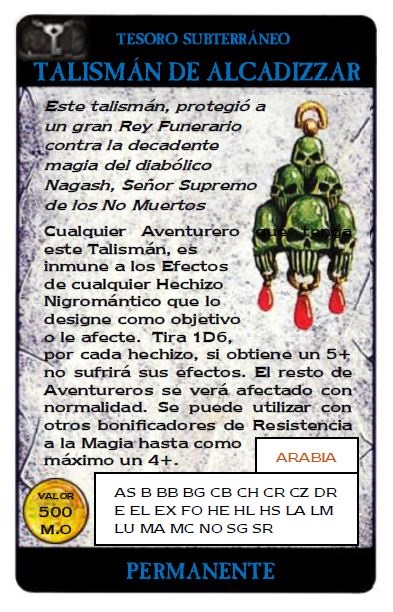 TESORO SUBTERRÁNEO
TALISMÁN DE ALCADIZZAR
Este talismán, protegió a
un gran Rey Funerario
contra la decadente
magia del diabólico
Nagash, Señor Supremo
de los No Muertos
Cualquier Aventurero que tenga
este Talismán, es
inmune a los Efectos
de cualquier Hechizo
Nigromántico que lo
designe como objetivo
o le afecte. Tira 1D6,
por cada hechizo, si obtiene un 5+
no sufrirá sus efectos. El resto de
Aventureros se verá afectado con
normalidad. Se puede utilizar con
otros bonificadores de Resistencia
a la Magia hasta como
máximo un 4+.
ARABIA
VALOR
500
M.O
AS B BB BG CB CH CR CZ DR
E EL EX FO HE HL HS LA LM
LU MA MC NO SG SR
PERMANENTE